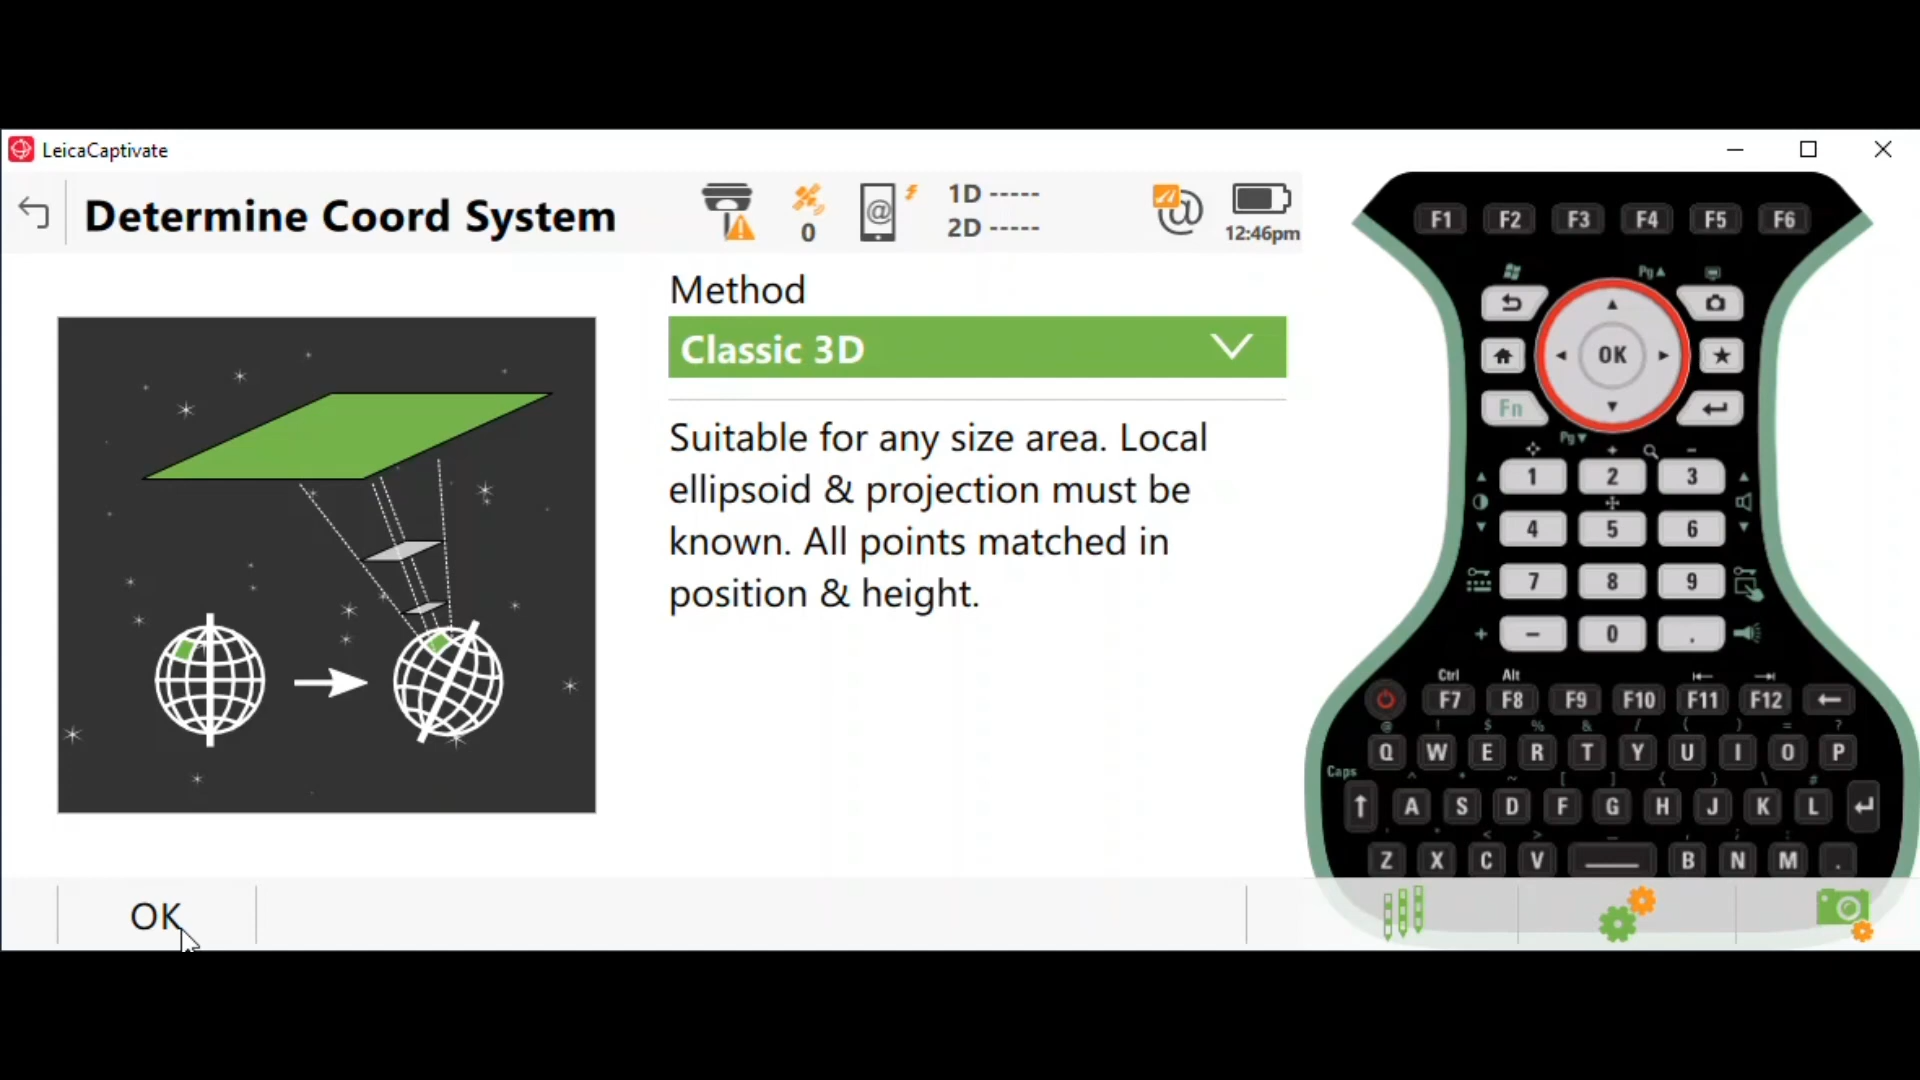 LeicaCaptivate
Determine Coord System
0
@
1D -----
2D -----
@
12:46pm
Method
Classic 3D
Suitable for any size area. Local
ellipsoid & projection must be
known. All points matched in
position & height.
OK
F1 F2 F3 F4 F5 F6
Pg▲
OK
Fn
Pg▼
+ -
1 2 3
4 5 6
7 8 9
+ - 0 .
Ctrl Alt
F7 F8 F9 F10 F11 F12
@ ! $ % & / ( ) = ?
Q W E R T Y U I O P
Caps ^ * ~ [ ] { } \ #
A S D F G H J K L
' " < > _ , ; :
Z X C V B N M .